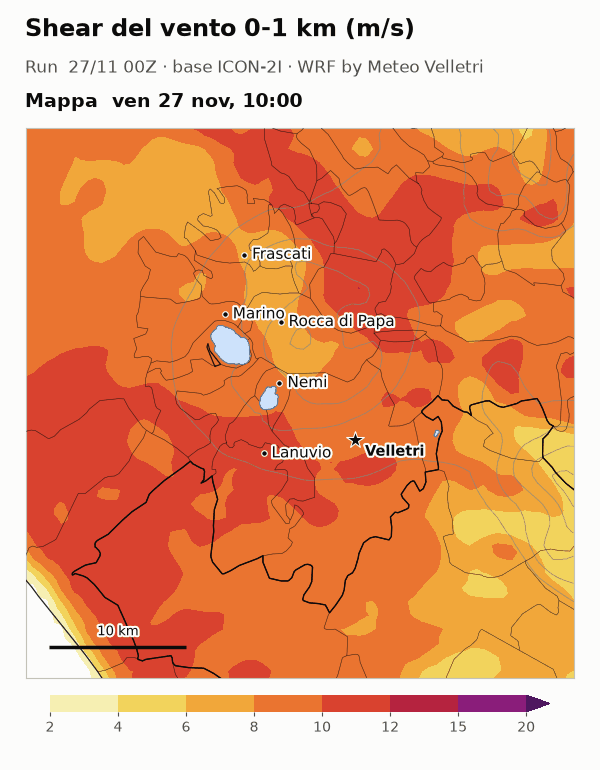 Shear del vento 0-1 km (m/s)
Run  27/11 00Z · base ICON-2I · WRF by Meteo Velletri
Mappa  ven 27 nov, 10:00
Frascati
Marino
Rocca di Papa
Nemi
Velletri
Lanuvio
10 km
2 4 6 8 10 12 15 20